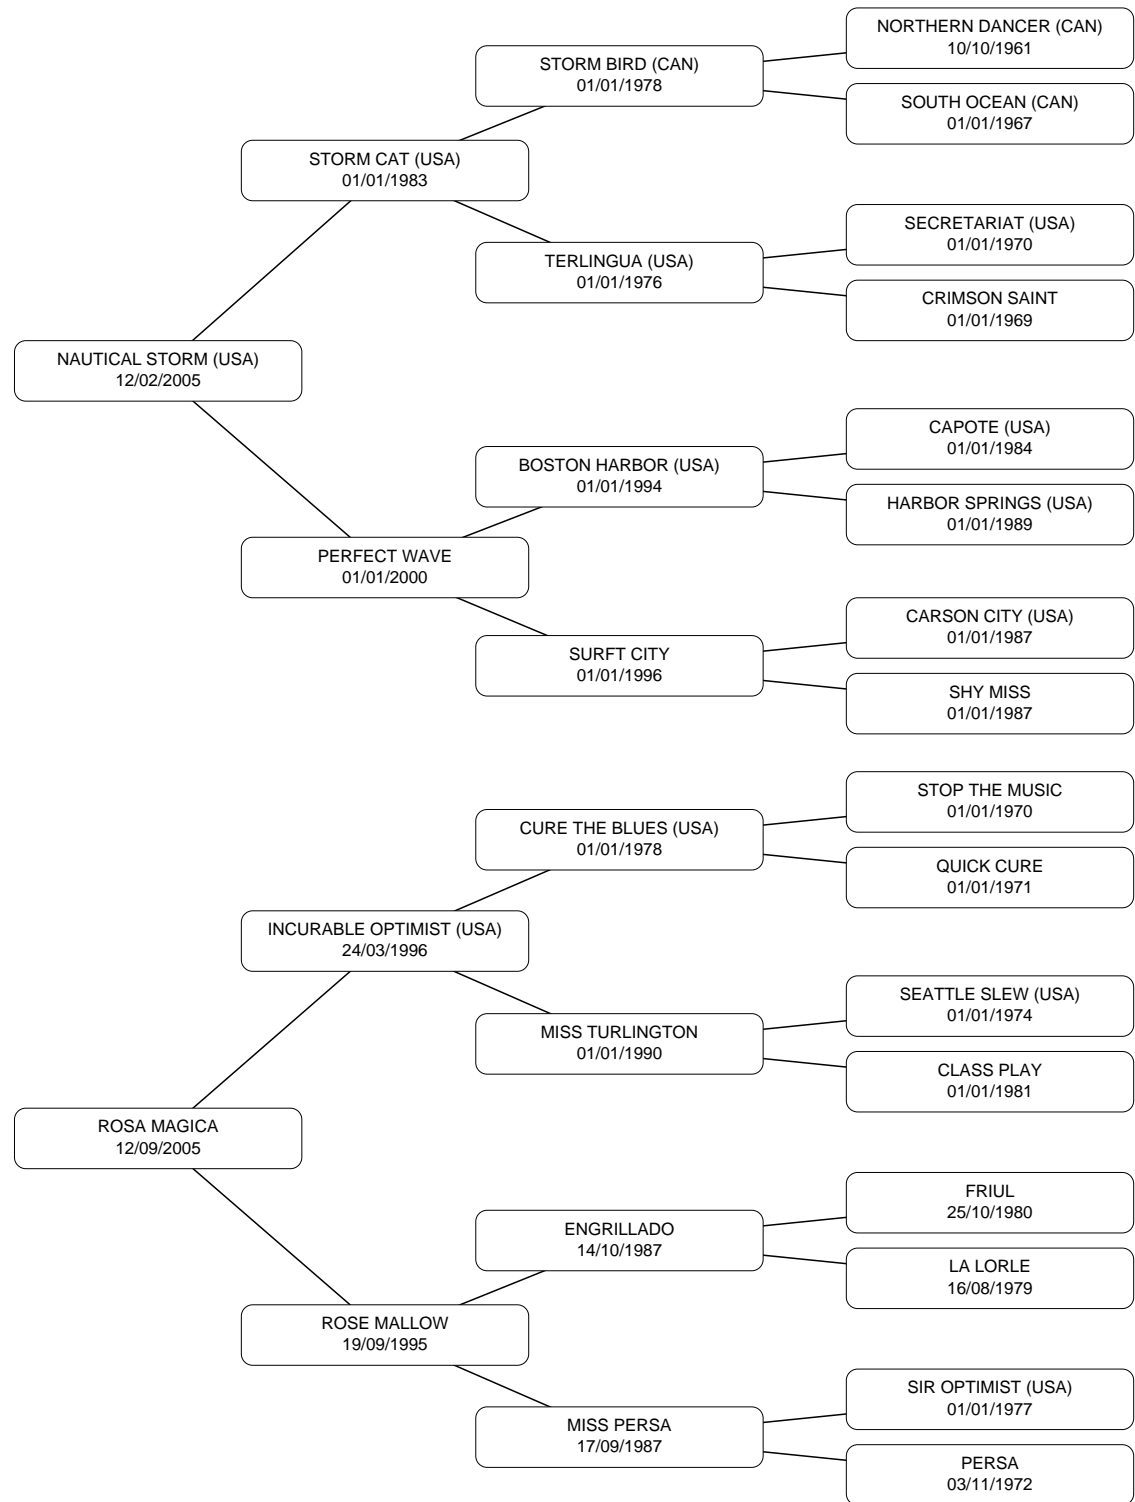 NORTHERN DANCER (CAN)
10/10/1961
STORM BIRD (CAN)
01/01/1978
SOUTH OCEAN (CAN)
01/01/1967
STORM CAT (USA)
01/01/1983
SECRETARIAT (USA)
01/01/1970
TERLINGUA (USA)
01/01/1976
CRIMSON SAINT
01/01/1969
NAUTICAL STORM (USA)
12/02/2005
CAPOTE (USA)
01/01/1984
BOSTON HARBOR (USA)
01/01/1994
HARBOR SPRINGS (USA)
01/01/1989
PERFECT WAVE
01/01/2000
CARSON CITY (USA)
01/01/1987
SURFT CITY
01/01/1996
SHY MISS
01/01/1987
STOP THE MUSIC
01/01/1970
CURE THE BLUES (USA)
01/01/1978
QUICK CURE
01/01/1971
INCURABLE OPTIMIST (USA)
24/03/1996
SEATTLE SLEW (USA)
01/01/1974
MISS TURLINGTON
01/01/1990
CLASS PLAY
01/01/1981
ROSA MAGICA
12/09/2005
FRIUL
25/10/1980
ENGRILLADO
14/10/1987
LA LORLE
16/08/1979
ROSE MALLOW
19/09/1995
SIR OPTIMIST (USA)
01/01/1977
MISS PERSA
17/09/1987
PERSA
03/11/1972